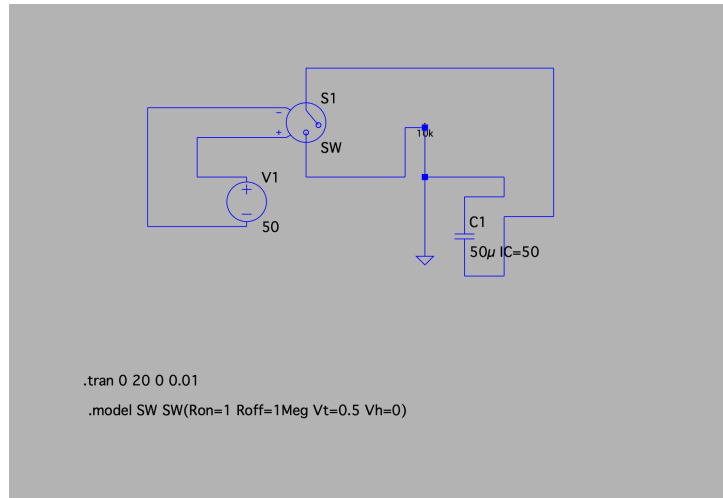 S1
10k
SW
V1
50
C1
50µ IC=50
.tran 0 20 0 0.01
.model SW SW(Ron=1 Roff=1Meg Vt=0.5 Vh=0)